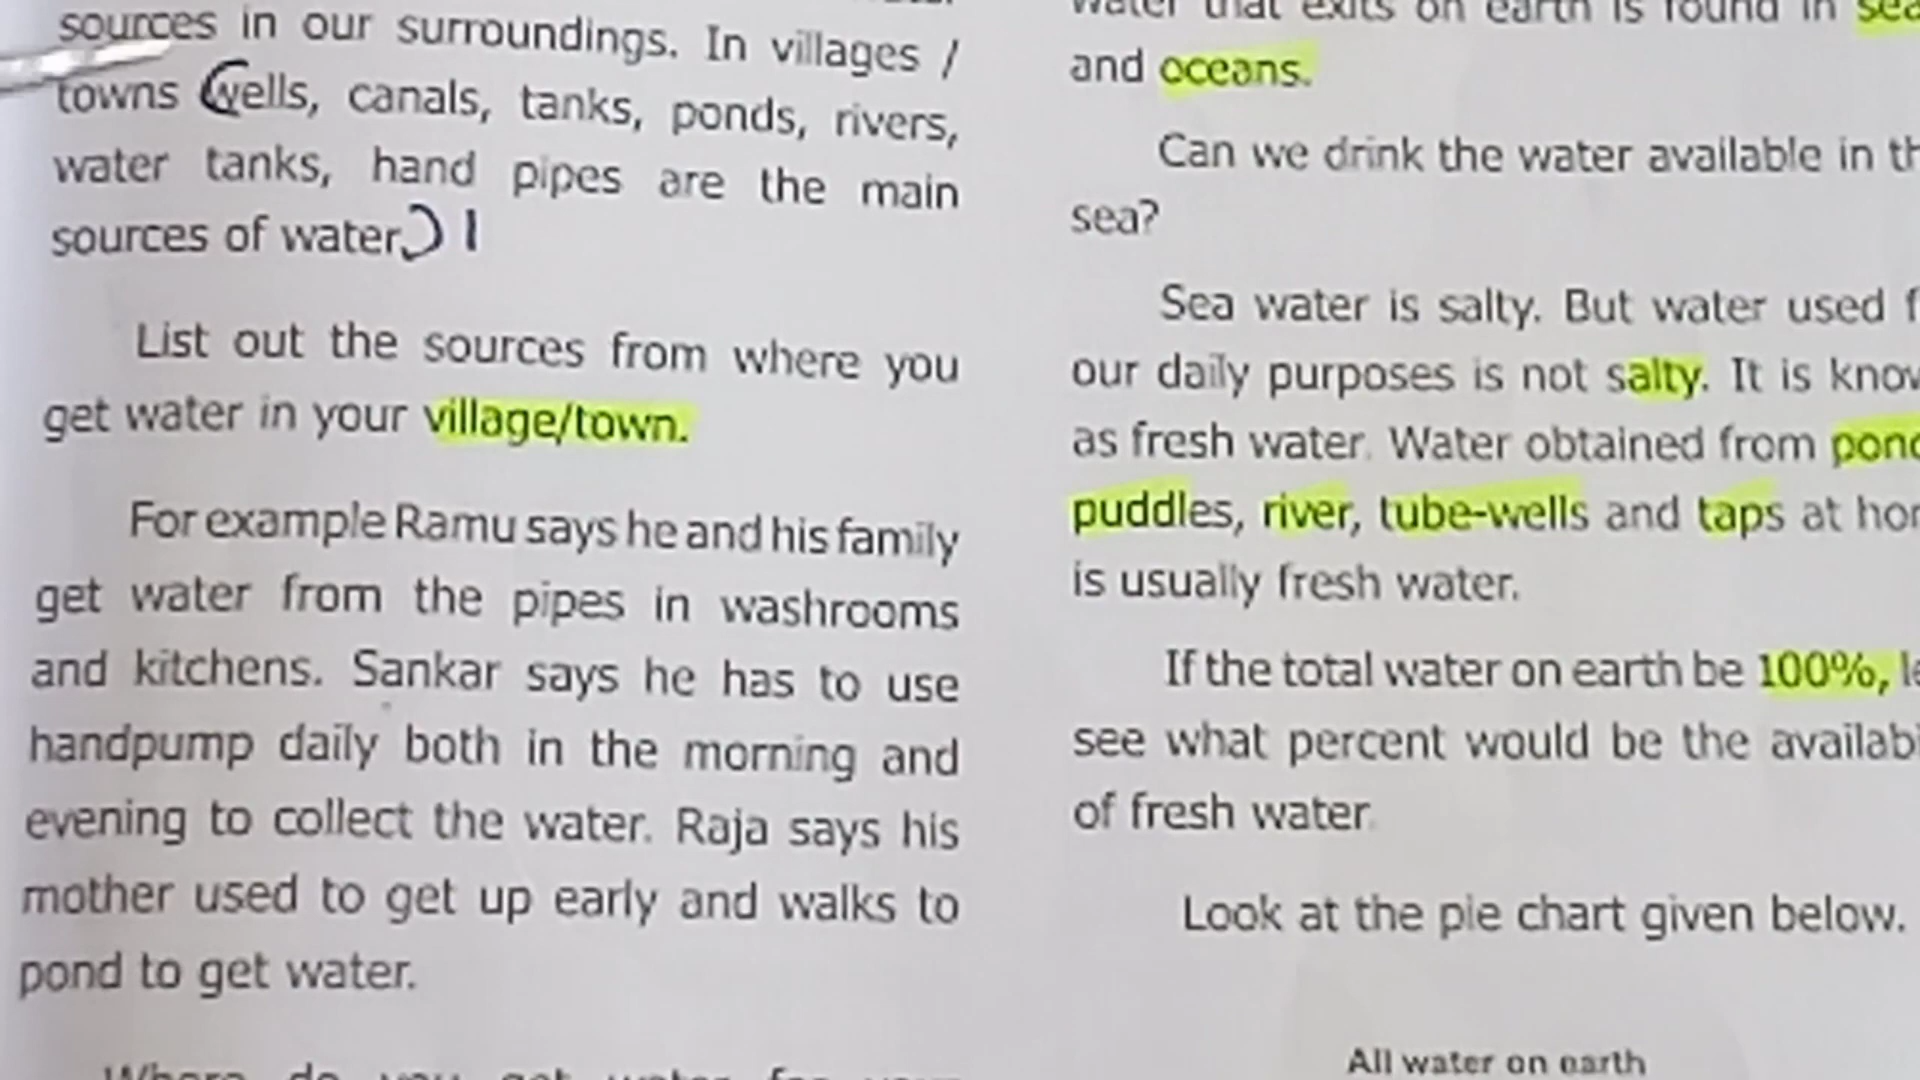 sources in our surroundings. In villages /
towns wells, canals, tanks, ponds, rivers,
water tanks, hand pipes are the main
sources of water. 1
List out the sources from where you
get water in your village/town.
For example Ramu says he and his family
get water from the pipes in washrooms
and kitchens. Sankar says he has to use
handpump daily both in the morning and
evening to collect the water. Raja says his
mother used to get up early and walks to
pond to get water.
Where do you get water for your
water that exits on earth is found in
and oceans.
Can we drink the water available in
sea?
Sea water is salty. But water used
our daily purposes is not salty. It is
as fresh water. Water obtained from
puddles, river, tube-wells and taps at
is usually fresh water.
If the total water on earth be 100%,
see what percent would be the
of fresh water.
Look at the pie chart given below.
All water on earth